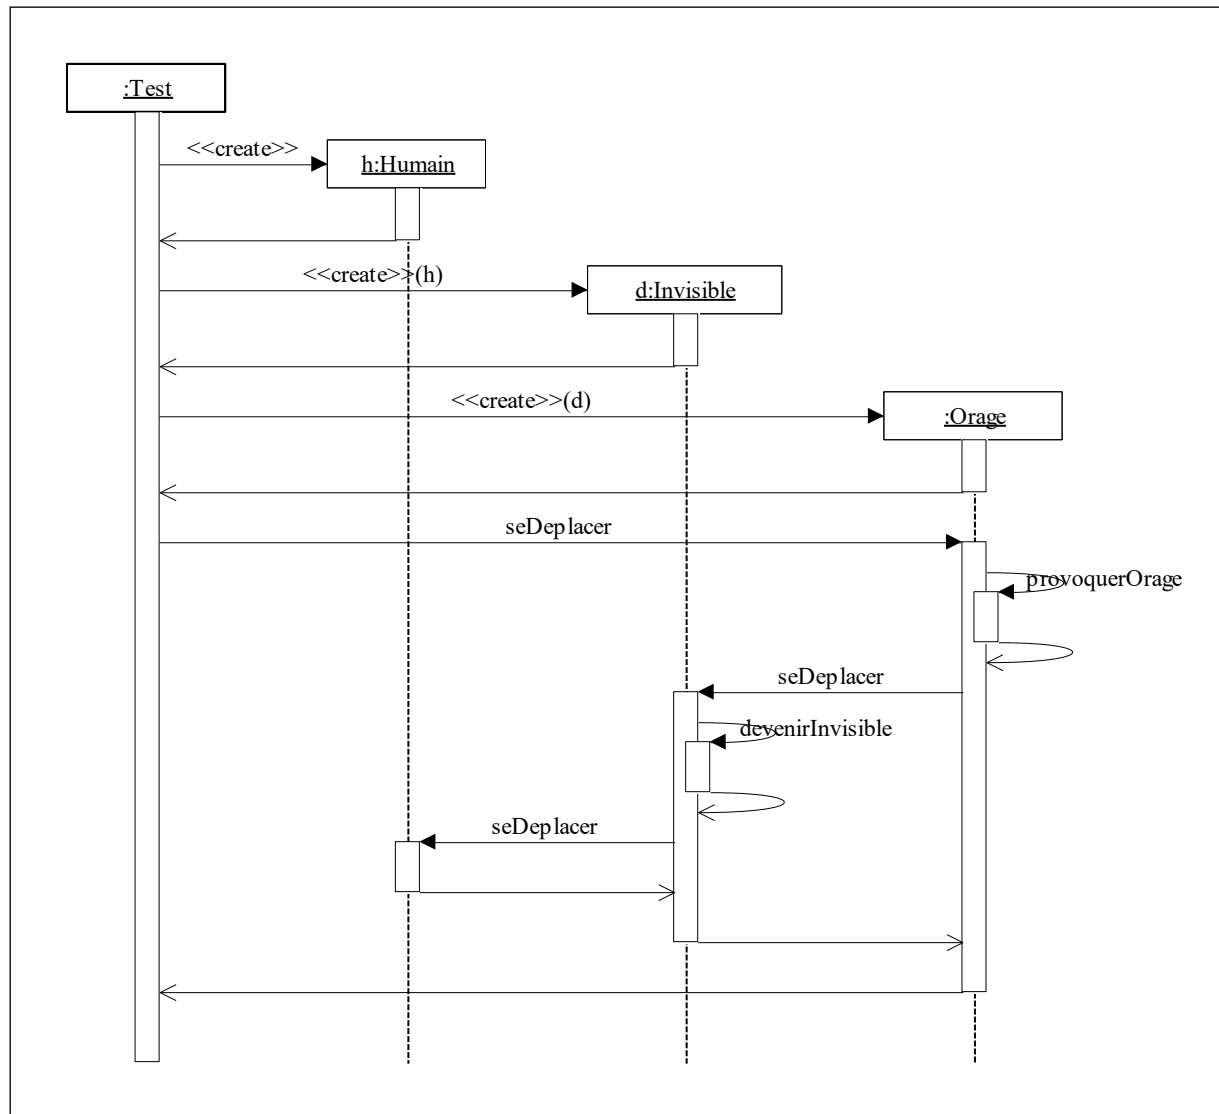 :Test
<<create>>
h:Humain
<<create>>(h)
d:Invisible
<<create>>(d)
:Orage
seDeplacer
provoquerOrage
seDeplacer
devenirInvisible
seDeplacer